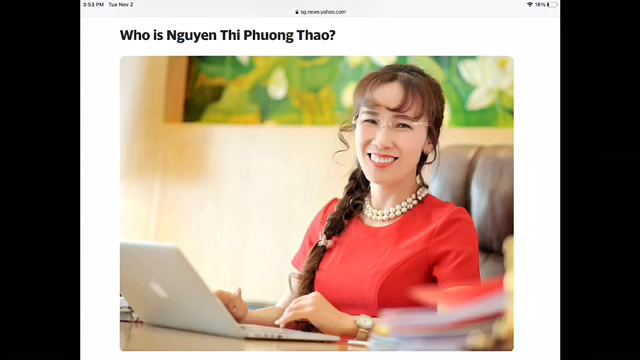 3:53 PM Tue Nov 2
16%
sg.news.yahoo.com
Who is Nguyen Thi Phuong Thao?